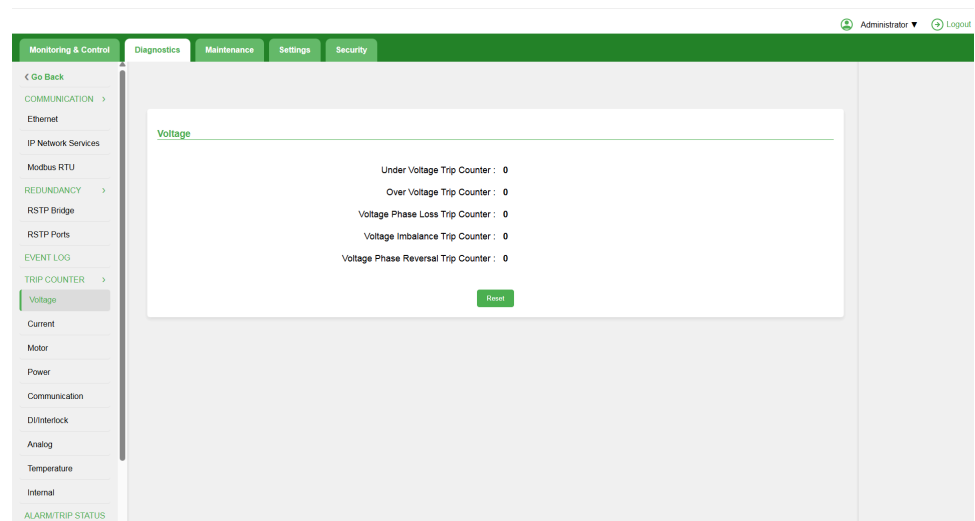 Administrator ▼ Logout
Monitoring & Control Diagnostics Maintenance Settings Security
Go Back
COMMUNICATION
Ethernet
IP Network Services
Modbus RTU
REDUNDANCY
RSTP Bridge
RSTP Ports
EVENT LOG
TRIP COUNTER
Voltage
Current
Motor
Power
Communication
DI/Interlock
Analog
Temperature
Internal
ALARM/TRIP STATUS
Voltage
Under Voltage Trip Counter : 0
Over Voltage Trip Counter : 0
Voltage Phase Loss Trip Counter : 0
Voltage Imbalance Trip Counter : 0
Voltage Phase Reversal Trip Counter : 0
Reset